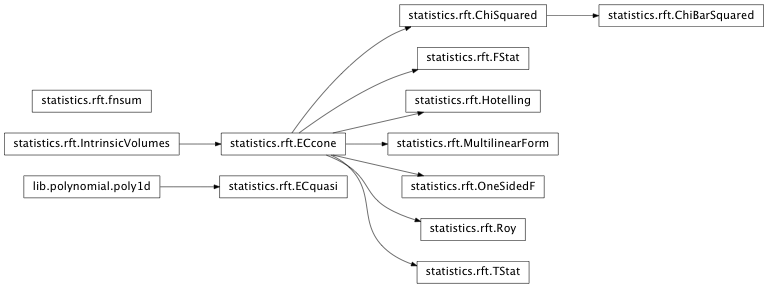 statistics.rft.ChiSquared
statistics.rft.ChiBarSquared
statistics.rft.FStat
statistics.rft.fnsum
statistics.rft.Hotelling
statistics.rft.IntrinsicVolumes
statistics.rft.ECcone
statistics.rft.MultilinearForm
lib.polynomial.poly1d
statistics.rft.ECquasi
statistics.rft.OneSidedF
statistics.rft.Roy
statistics.rft.TStat